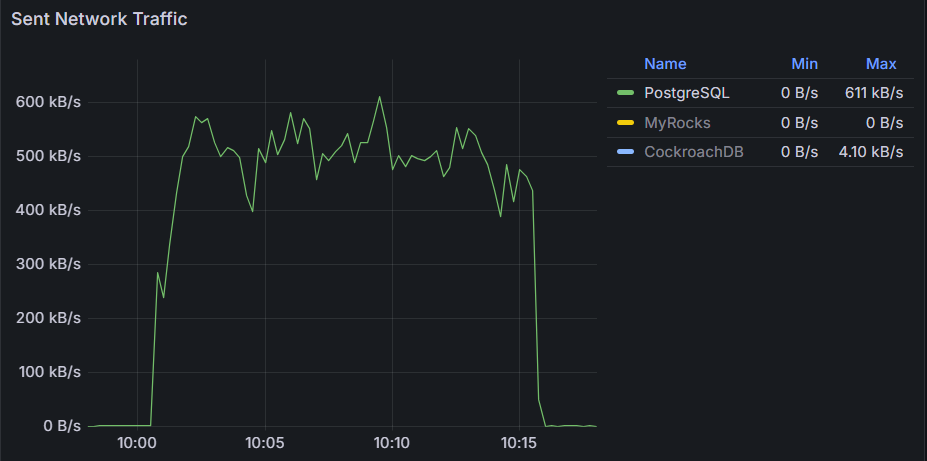 Sent Network Traffic
Name Min Max
PostgreSQL 0 B/s 611 kB/s
MyRocks 0 B/s 0 B/s
CockroachDB 0 B/s 4.10 kB/s
600 kB/s
500 kB/s
400 kB/s
300 kB/s
200 kB/s
100 kB/s
0 B/s
10:00 10:05 10:10 10:15